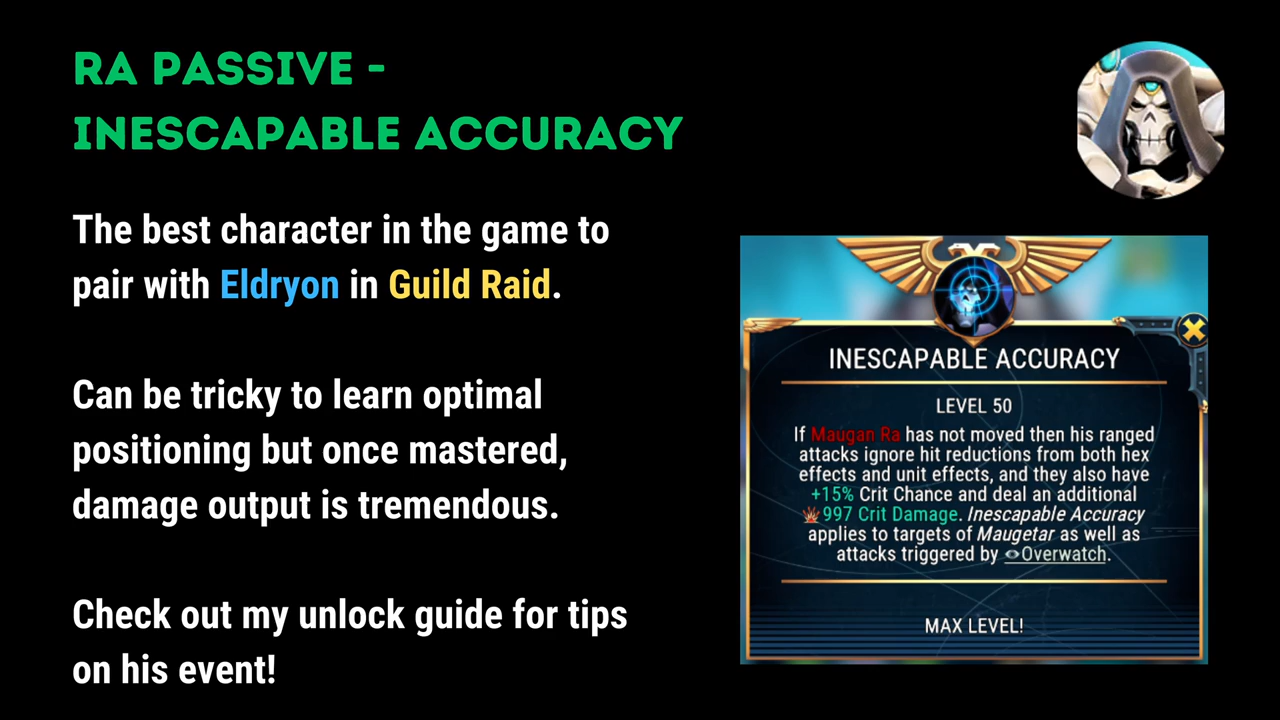 RA PASSIVE -
INESCAPABLE ACCURACY
The best character in the game to
pair with Eldryon in Guild Raid.
Can be tricky to learn optimal
positioning but once mastered,
damage output is tremendous.
Check out my unlock guide for tips
on his event!
INESCAPABLE ACCURACY
LEVEL 50
If Maugan Ra has not moved then his ranged
attacks ignore hit reductions from both hex
effects and unit effects, and they also have
+15% Crit Chance and deal an additional
997 Crit Damage. Inescapable Accuracy
applies to targets of Maugetar as well as
attacks triggered by Overwatch.
MAX LEVEL!